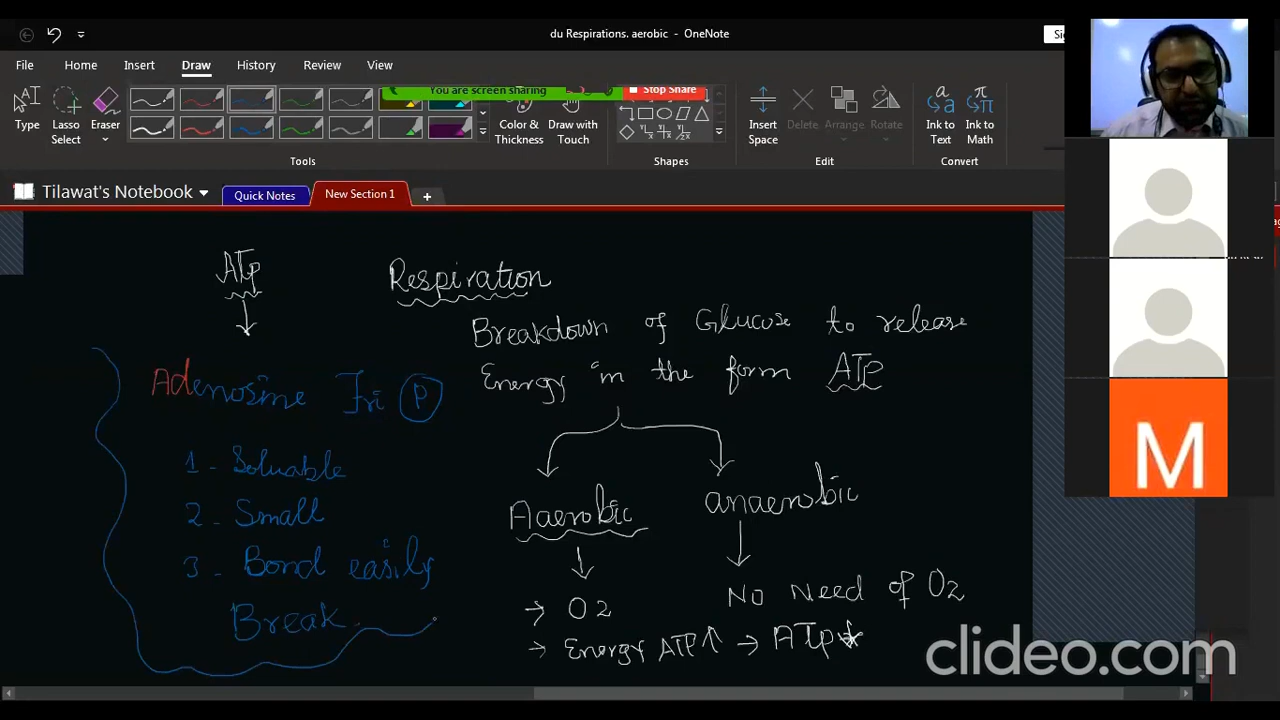 du Respirations. aerobic - OneNote
File Home Insert Draw History Review View
You are screen sharing Stop Share
Type Lasso Select Eraser Color & Thickness Draw with Touch Insert Space Delete Arrange Rotate Ink to Text Ink to Math
Tools Shapes Edit Convert
Tilawat's Notebook Quick Notes New Section 1 +
ATP
Respiration
Breakdown of Glucose to release
Energy in the form ATP
Adenosine Tri P
1 - Soluable
2 - Small
3 - Bond easily
Break
Aaerobic anaerobic
→ O2
No Need of O2
→ Energy ATP↑ → ATP↓
M
clideo.com